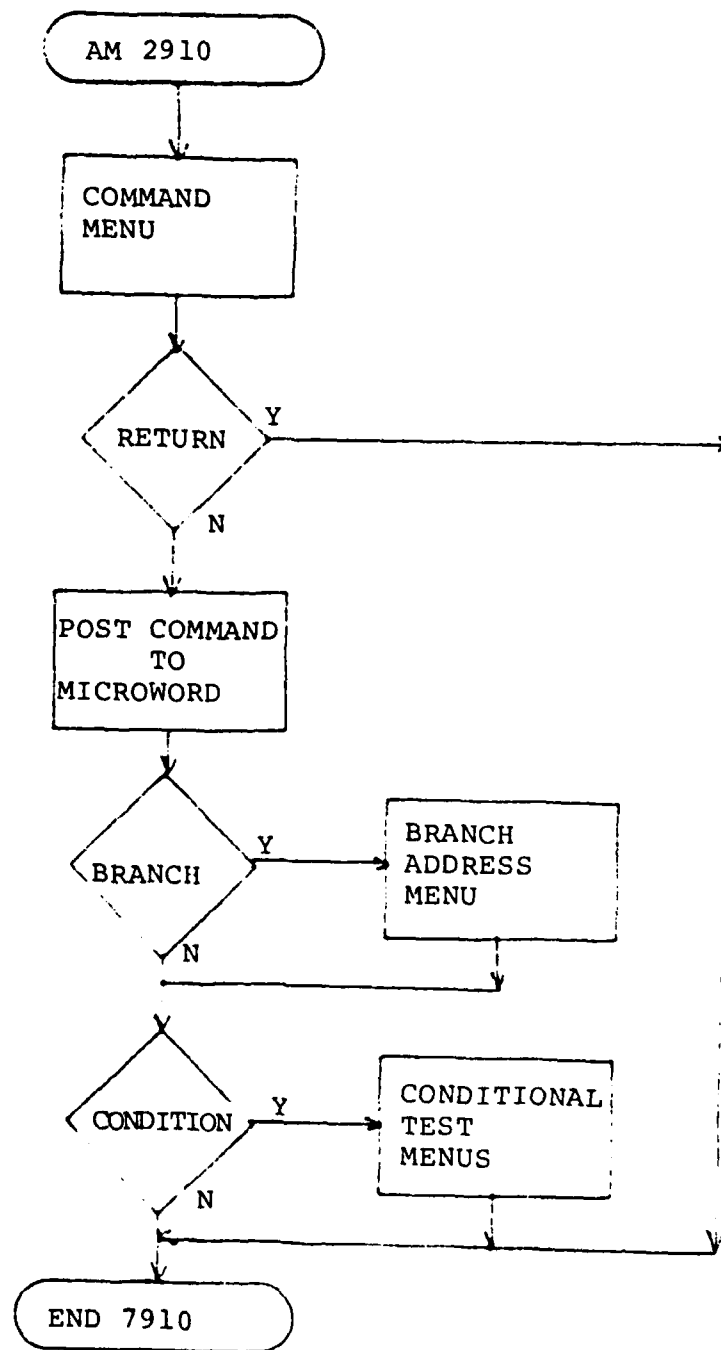 AM 2910
COMMAND
MENU
RETURN
Y
N
POST COMMAND
TO
MICROWORD
BRANCH
Y
N
BRANCH
ADDRESS
MENU
CONDITION
Y
N
CONDITIONAL
TEST
MENUS
END 7910